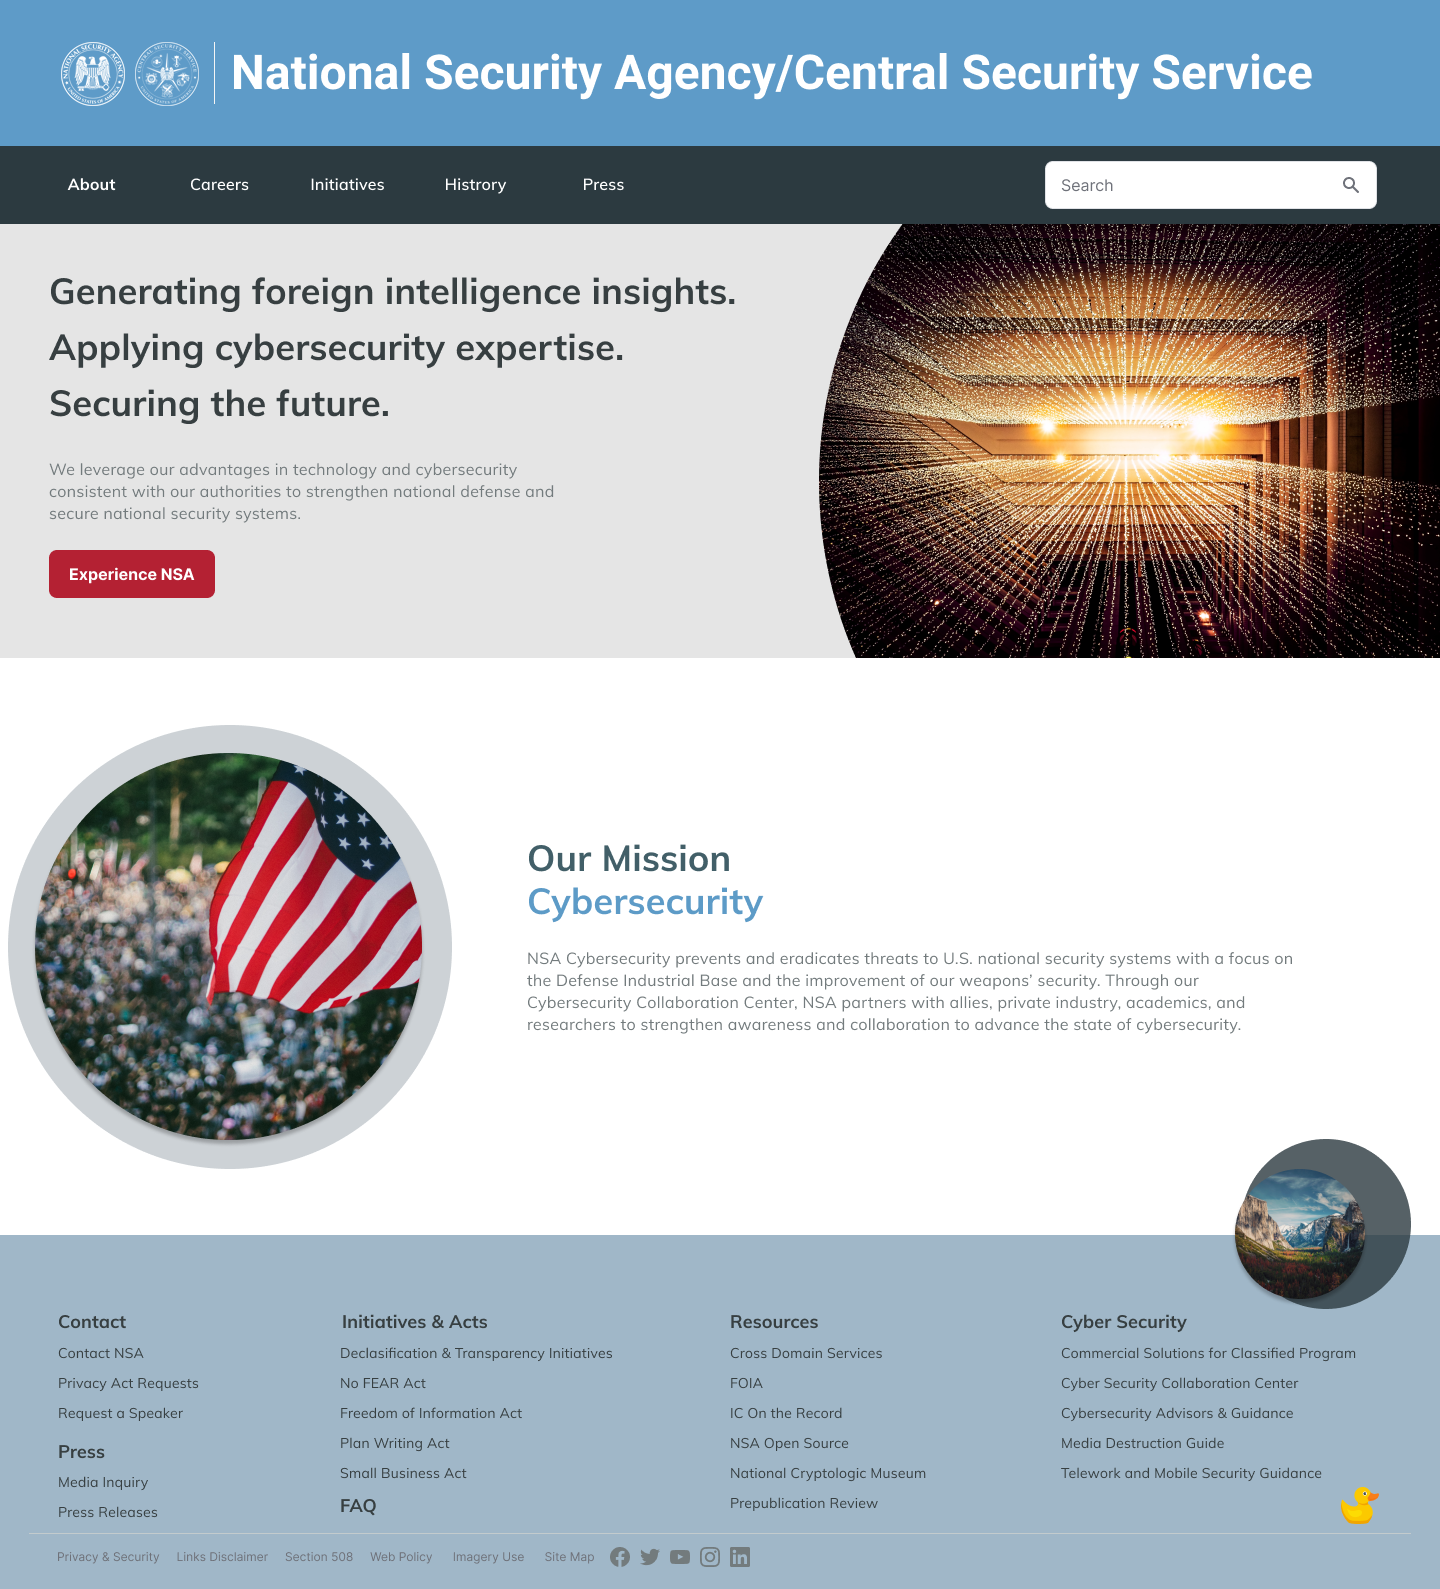 National Security Agency/Central Security Service
About Careers Initiatives Histrory Press Search
Generating foreign intelligence insights.
Applying cybersecurity expertise.
Securing the future.
We leverage our advantages in technology and cybersecurity
consistent with our authorities to strengthen national defense and
secure national security systems.
Experience NSA
Our Mission
Cybersecurity
NSA Cybersecurity prevents and eradicates threats to U.S. national security systems with a focus on
the Defense Industrial Base and the improvement of our weapons’ security. Through our
Cybersecurity Collaboration Center, NSA partners with allies, private industry, academics, and
researchers to strengthen awareness and collaboration to advance the state of cybersecurity.
Contact
Contact NSA
Privacy Act Requests
Request a Speaker
Press
Media Inquiry
Press Releases
Initiatives & Acts
Declasification & Transparency Initiatives
No FEAR Act
Freedom of Information Act
Plan Writing Act
Small Business Act
FAQ
Resources
Cross Domain Services
FOIA
IC On the Record
NSA Open Source
National Cryptologic Museum
Prepublication Review
Cyber Security
Commercial Solutions for Classified Program
Cyber Security Collaboration Center
Cybersecurity Advisors & Guidance
Media Destruction Guide
Telework and Mobile Security Guidance
Privacy & Security Links Disclaimer Section 508 Web Policy Imagery Use Site Map